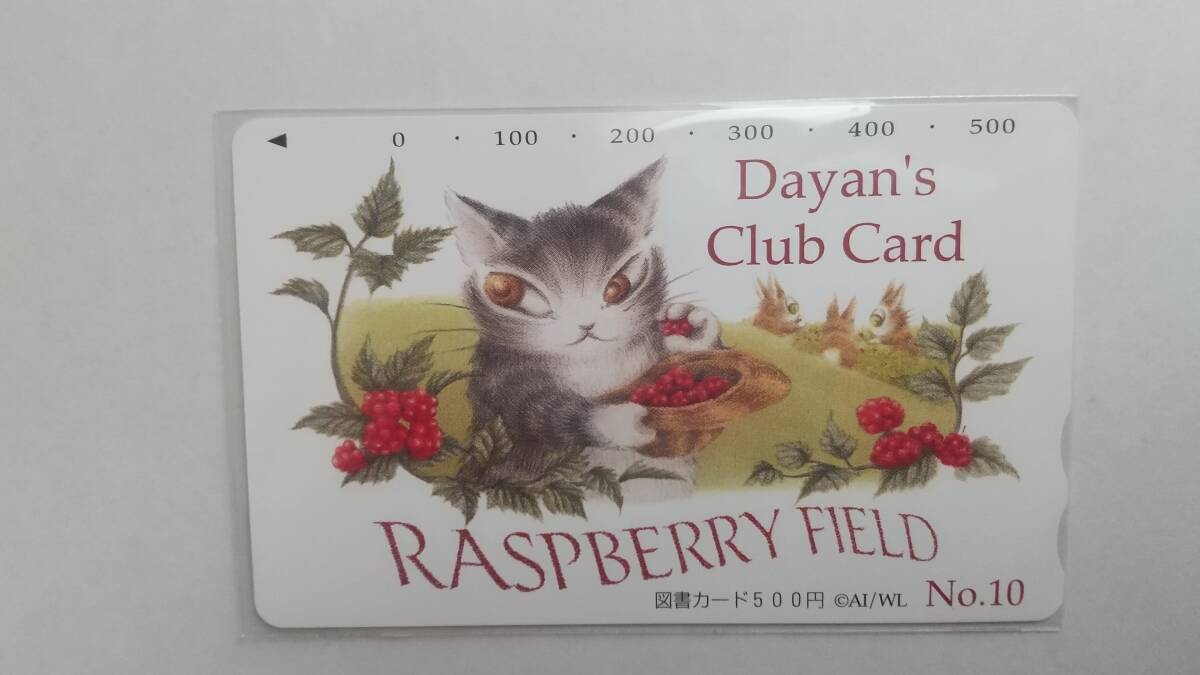 ◀ 0 · 100 · 200 · 300 · 400 · 500
Dayan's
Club Card
RASPBERRY FIELD
図書カード500円 ©AI/WL No.10